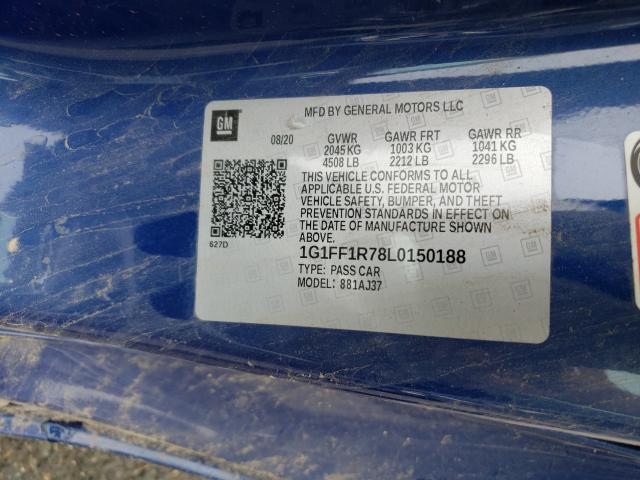 MFD BY GENERAL MOTORS LLC
GM
08/20 GVWR GAWR FRT GAWR RR
2045 KG 1003 KG 1041 KG
4508 LB 2212 LB 2296 LB
THIS VEHICLE CONFORMS TO ALL
APPLICABLE U.S. FEDERAL MOTOR
VEHICLE SAFETY, BUMPER, AND THEFT
PREVENTION STANDARDS IN EFFECT ON
THE DATE OF MANUFACTURE SHOWN
ABOVE.
627D
1G1FF1R78L0150188
TYPE: PASS CAR
MODEL: 881AJ37